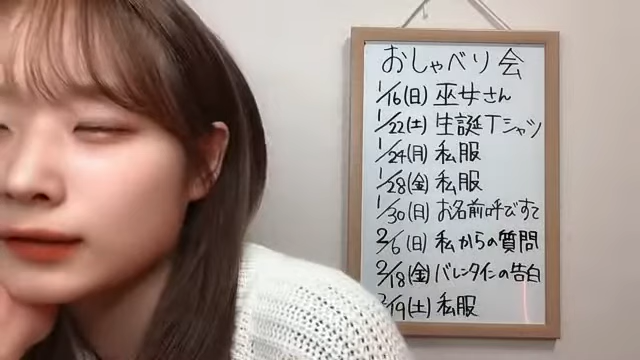 おしゃべり会
1/16(日) 巫女さん
1/22(土) 生誕Tシャツ
1/24(月) 私服
1/28(金) 私服
1/30(日) お名前呼びすて
2/6(日) 私からの質問
2/18(金) バレンタインの告白
2/19(土) 私服